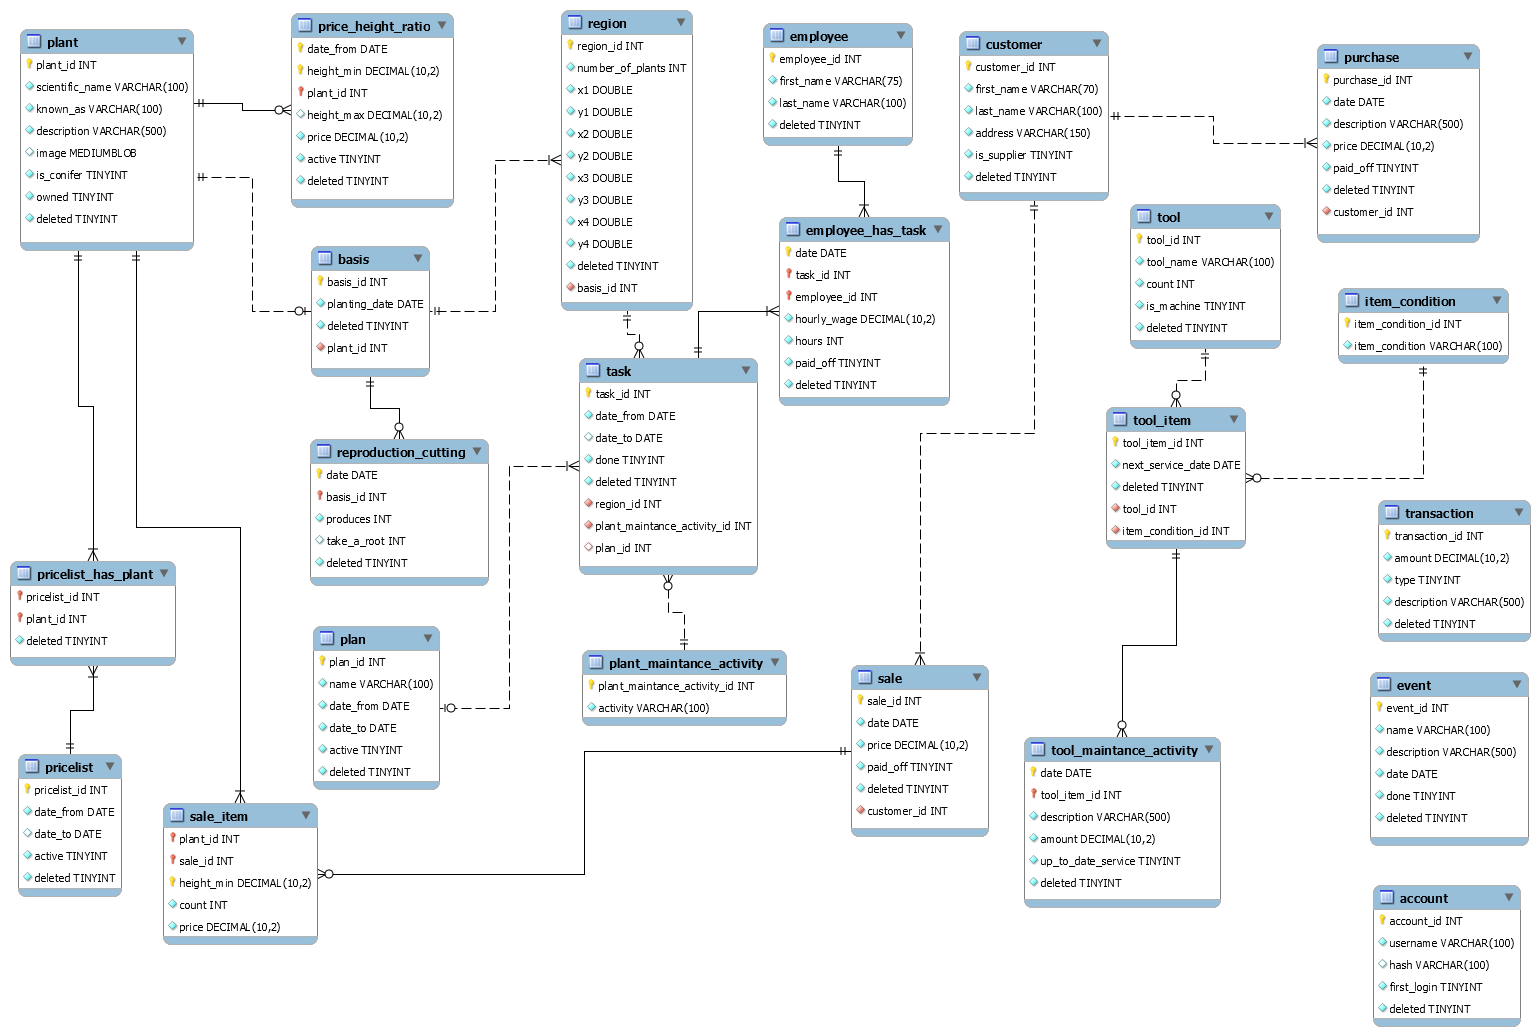 plant
plant_id INT
scientific_name VARCHAR(100)
known_as VARCHAR(100)
description VARCHAR(500)
image MEDIUMBLOB
is_conifer TINYINT
owned TINYINT
deleted TINYINT
price_height_ratio
date_from DATE
height_min DECIMAL(10,2)
plant_id INT
height_max DECIMAL(10,2)
price DECIMAL(10,2)
active TINYINT
deleted TINYINT
region
region_id INT
number_of_plants INT
x1 DOUBLE
y1 DOUBLE
x2 DOUBLE
y2 DOUBLE
x3 DOUBLE
y3 DOUBLE
x4 DOUBLE
y4 DOUBLE
deleted TINYINT
basis_id INT
employee
employee_id INT
first_name VARCHAR(75)
last_name VARCHAR(100)
deleted TINYINT
customer
customer_id INT
first_name VARCHAR(70)
last_name VARCHAR(100)
address VARCHAR(150)
is_supplier TINYINT
deleted TINYINT
purchase
purchase_id INT
date DATE
description VARCHAR(500)
price DECIMAL(10,2)
paid_off TINYINT
deleted TINYINT
customer_id INT
basis
basis_id INT
planting_date DATE
deleted TINYINT
plant_id INT
employee_has_task
date DATE
task_id INT
employee_id INT
hourly_wage DECIMAL(10,2)
hours INT
paid_off TINYINT
deleted TINYINT
tool
tool_id INT
tool_name VARCHAR(100)
count INT
is_machine TINYINT
deleted TINYINT
item_condition
item_condition_id INT
item_condition VARCHAR(100)
task
task_id INT
date_from DATE
date_to DATE
done TINYINT
deleted TINYINT
region_id INT
plant_maintance_activity_id INT
plan_id INT
reproduction_cutting
date DATE
basis_id INT
produces INT
take_a_root INT
deleted TINYINT
tool_item
tool_item_id INT
next_service_date DATE
deleted TINYINT
tool_id INT
item_condition_id INT
transaction
transaction_id INT
amount DECIMAL(10,2)
type TINYINT
description VARCHAR(500)
deleted TINYINT
pricelist_has_plant
pricelist_id INT
plant_id INT
deleted TINYINT
plan
plan_id INT
name VARCHAR(100)
date_from DATE
date_to DATE
active TINYINT
deleted TINYINT
plant_maintance_activity
plant_maintance_activity_id INT
activity VARCHAR(100)
sale
sale_id INT
date DATE
price DECIMAL(10,2)
paid_off TINYINT
deleted TINYINT
customer_id INT
event
event_id INT
name VARCHAR(100)
description VARCHAR(500)
date DATE
done TINYINT
deleted TINYINT
pricelist
pricelist_id INT
date_from DATE
date_to DATE
active TINYINT
deleted TINYINT
sale_item
plant_id INT
sale_id INT
height_min DECIMAL(10,2)
count INT
price DECIMAL(10,2)
tool_maintance_activity
date DATE
tool_item_id INT
description VARCHAR(500)
amount DECIMAL(10,2)
up_to_date_service TINYINT
deleted TINYINT
account
account_id INT
username VARCHAR(100)
hash VARCHAR(100)
first_login TINYINT
deleted TINYINT